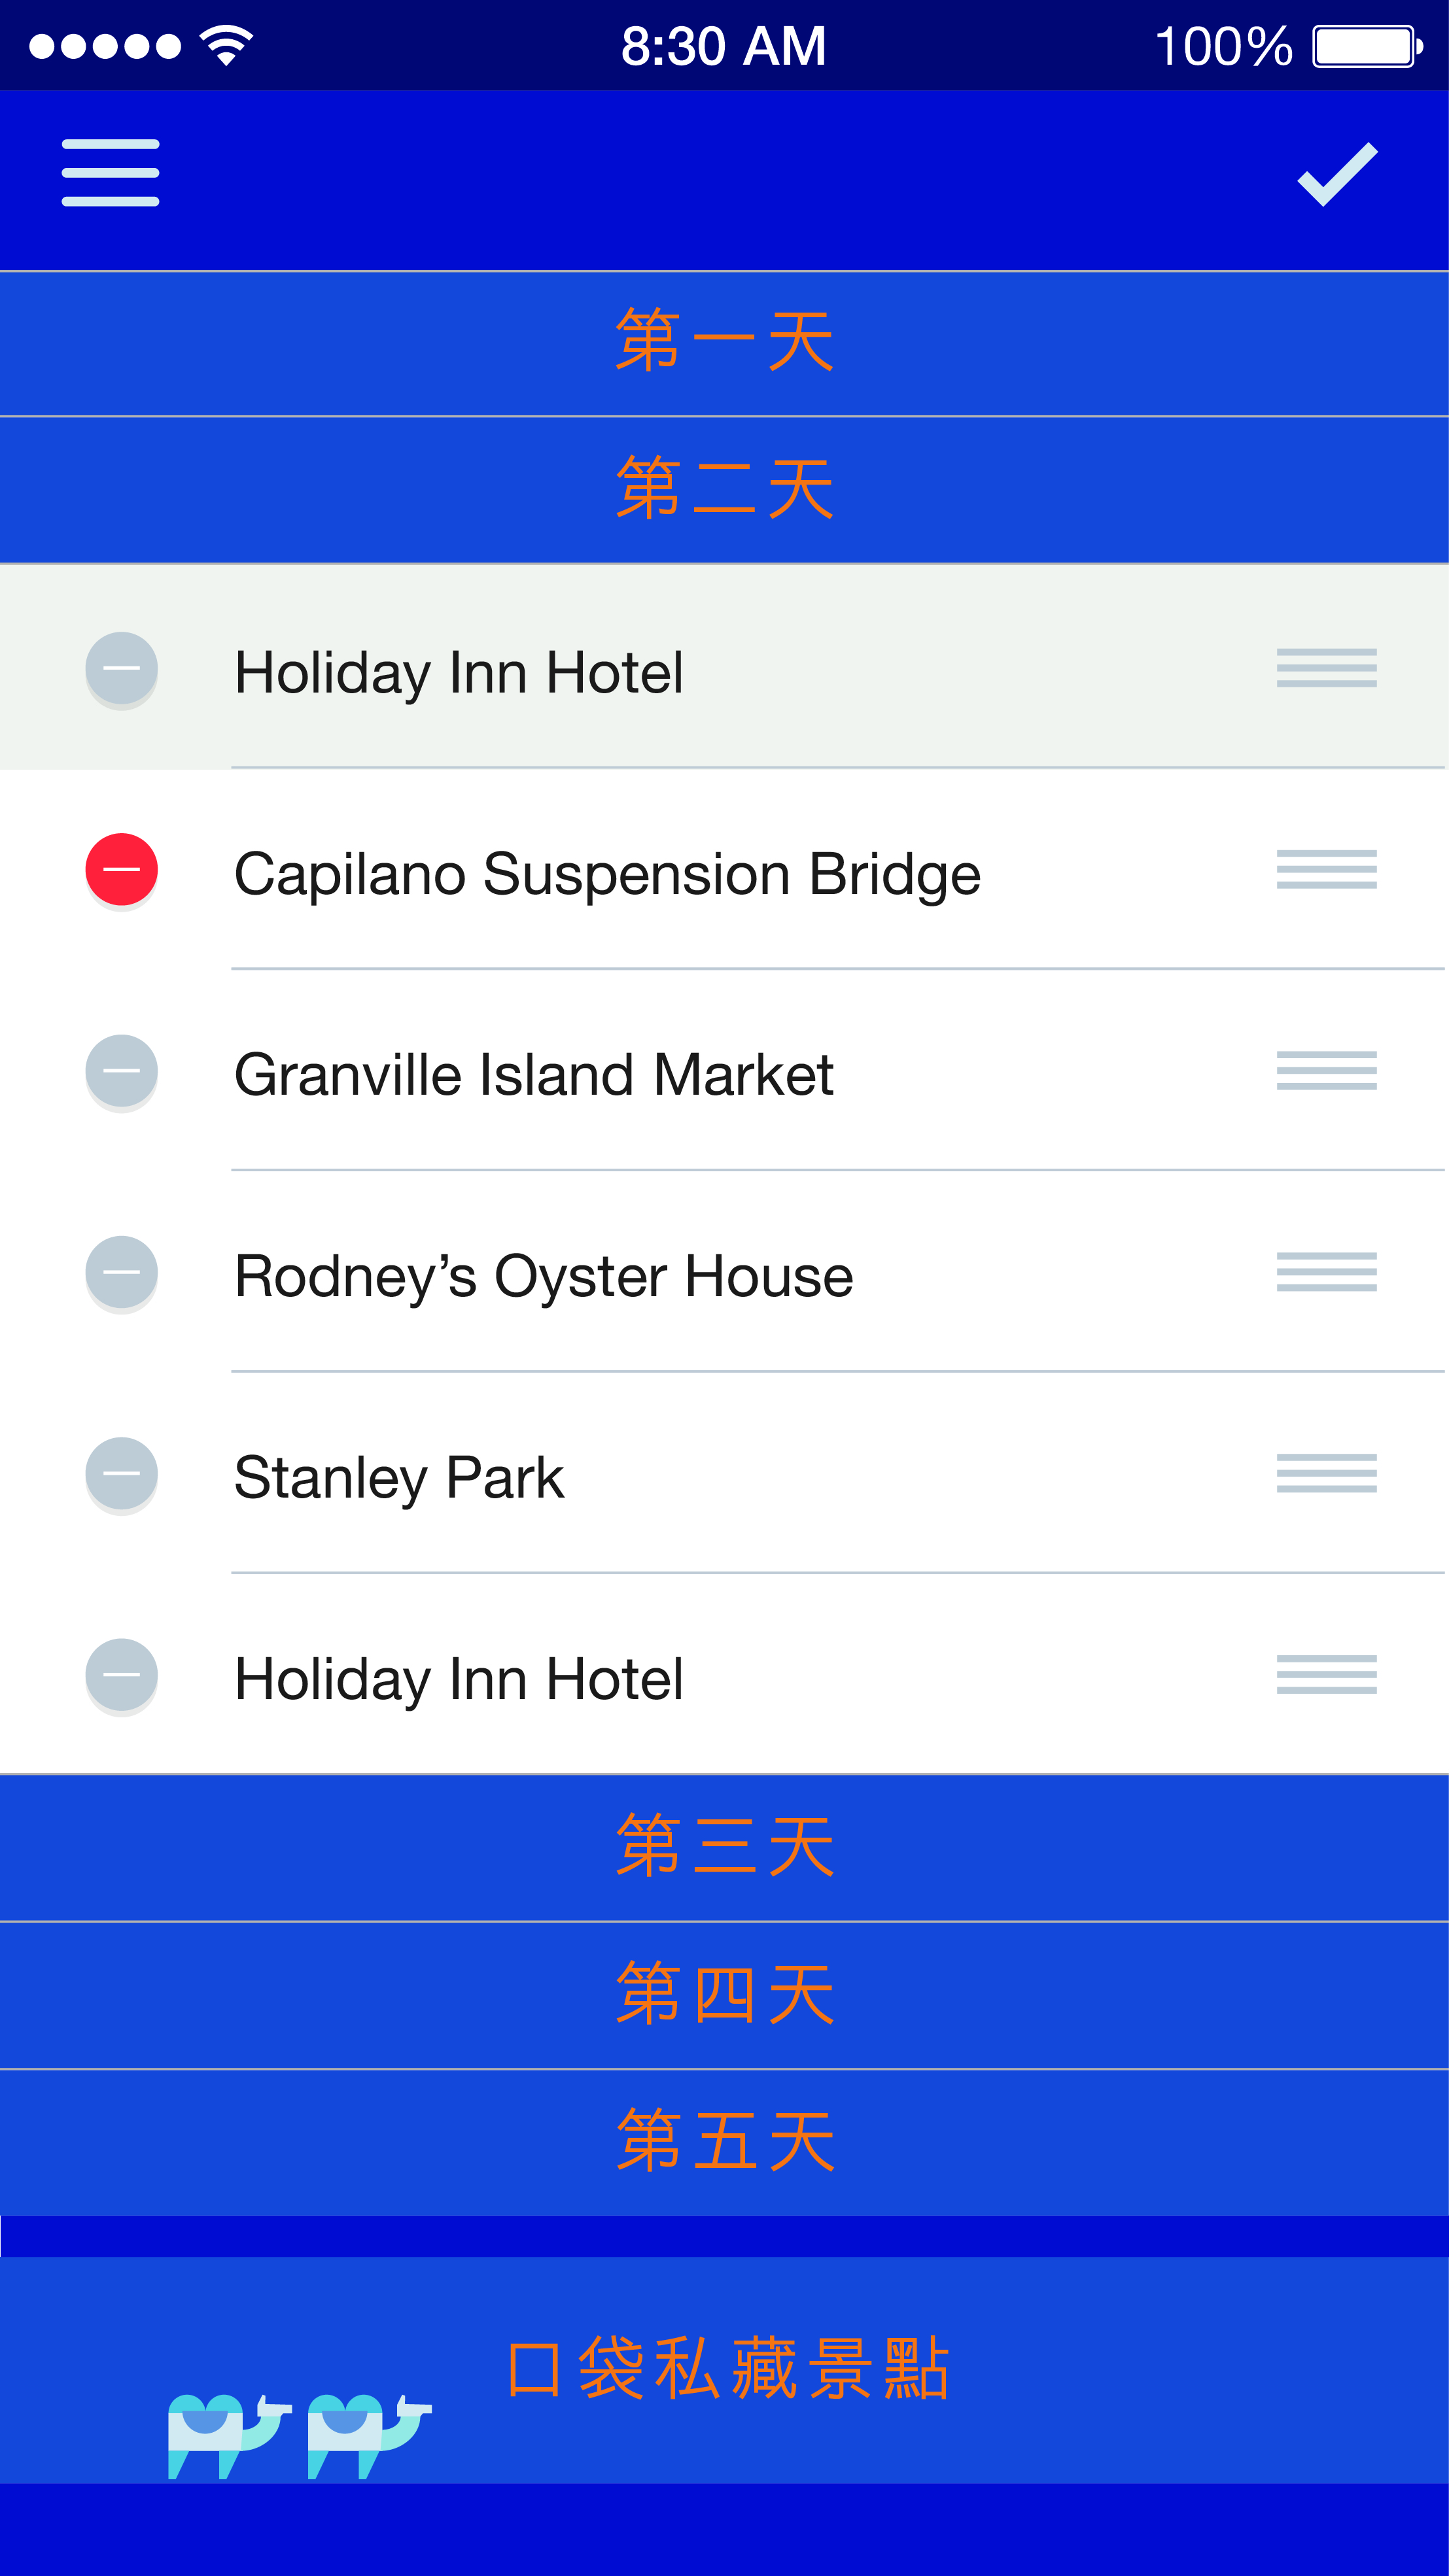 8:30 AM 100%
第一天
第二天
Holiday Inn Hotel
Capilano Suspension Bridge
Granville Island Market
Rodney’s Oyster House
Stanley Park
Holiday Inn Hotel
第三天
第四天
第五天
口袋私藏景點